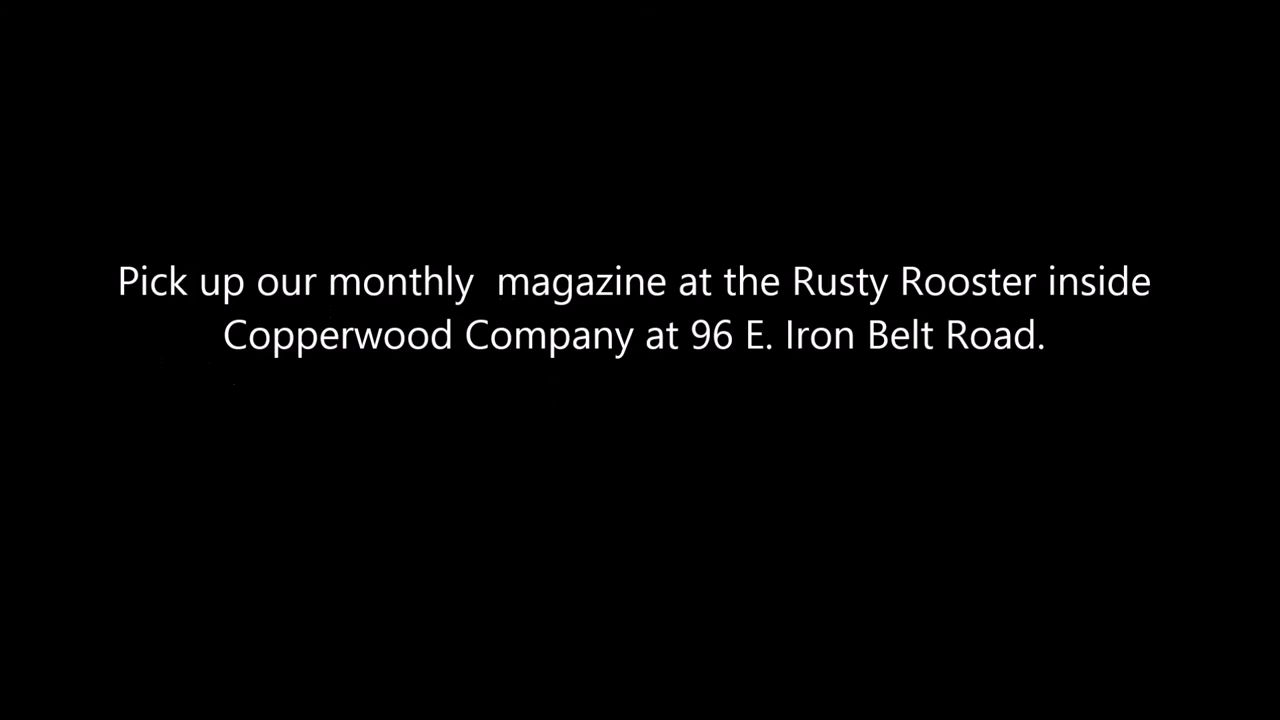 Pick up our monthly  magazine at the Rusty Rooster inside
Copperwood Company at 96 E. Iron Belt Road.